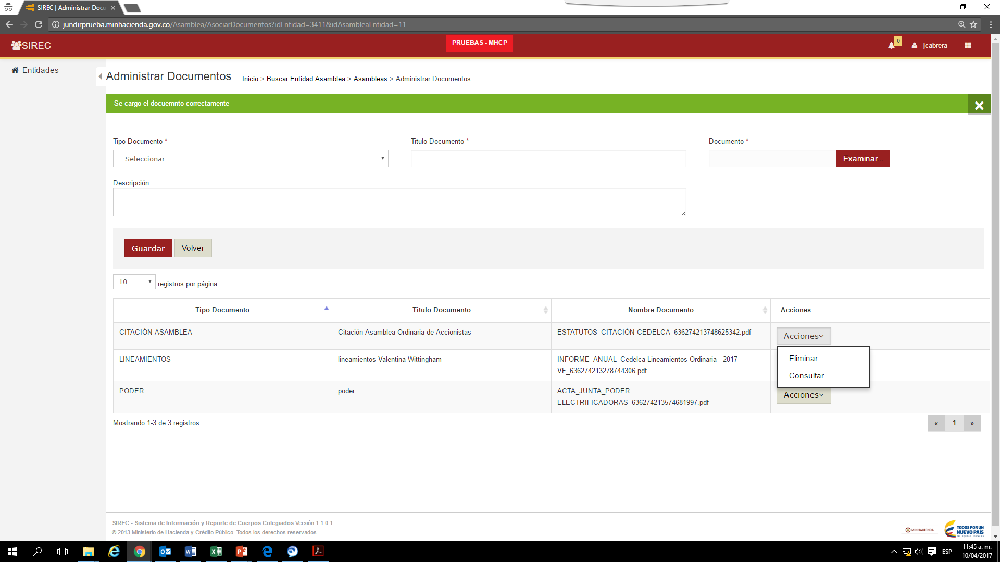 SIREC | Administrar Docu
jundirprueba.minhacienda.gov.co/Asamblea/AsociarDocumentos?idEntidad=3411&idAsambleaEntidad=11
SIREC
PRUEBAS - MHCP
0
jcabrera
Entidades
Administrar Documentos
Inicio > Buscar Entidad Asamblea > Asambleas > Administrar Documentos
Se cargo el docuemnto correctamente
Tipo Documento *
Titulo Documento *
Documento *
--Seleccionar--
Examinar...
Descripción
Guardar
Volver
10
registros por página
Tipo Documento
Titulo Documento
Nombre Documento
Acciones
CITACIÓN ASAMBLEA
Citación Asamblea Ordinaria de Accionistas
ESTATUTOS_CITACIÓN CEDELCA_636274213748625342.pdf
Acciones
Eliminar
Consultar
LINEAMIENTOS
lineamientos Valentina Wittingham
INFORME_ANUAL_Cedelca Lineamientos Ordinaria - 2017
VF_636274213278744306.pdf
PODER
poder
ACTA_JUNTA_PODER
ELECTRIFICADORAS_636274213574681997.pdf
Acciones
Mostrando 1-3 de 3 registros
« 1 »
SIREC - Sistema de Información y Reporte de Cuerpos Colegiados Versión 1.1.0.1
© 2013 Ministerio de Hacienda y Crédito Público. Todos los derechos reservados.
MINHACIENDA
TODOS POR UN
NUEVO PAÍS
PAZ EQUIDAD EDUCACIÓN
ESP
11:45 a. m.
10/04/2017